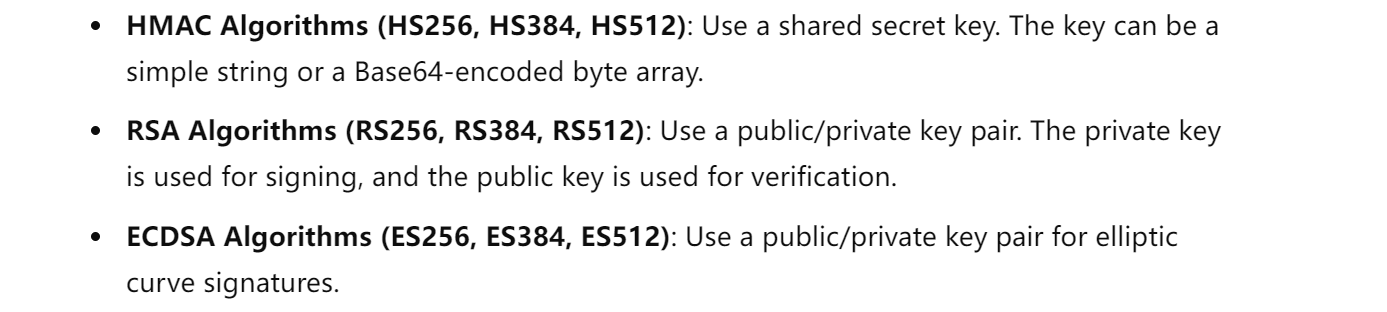 • HMAC Algorithms (HS256, HS384, HS512): Use a shared secret key. The key can be a
simple string or a Base64-encoded byte array.
• RSA Algorithms (RS256, RS384, RS512): Use a public/private key pair. The private key
is used for signing, and the public key is used for verification.
• ECDSA Algorithms (ES256, ES384, ES512): Use a public/private key pair for elliptic
curve signatures.